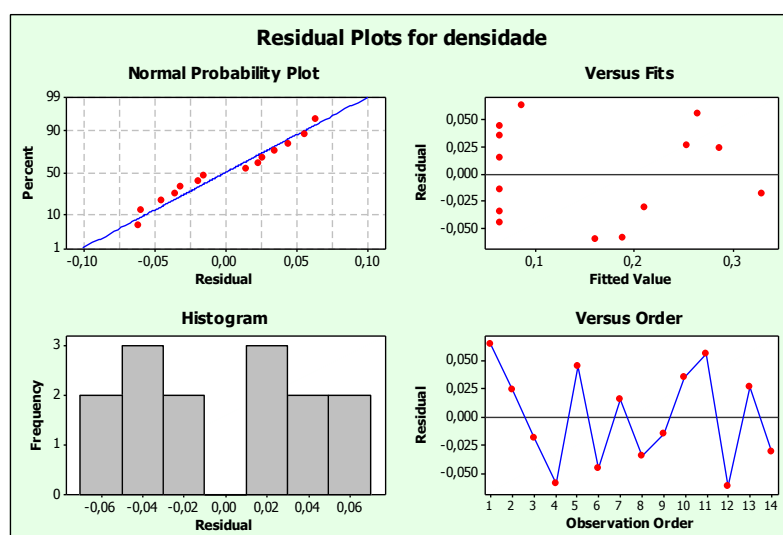 Residual Plots for densidade
Normal Probability Plot
99
90
50
10
1
Percent
-0,10
-0,05
0,00
0,05
0,10
Residual
Versus Fits
0,050
0,025
0,000
-0,025
-0,050
Residual
0,1
0,2
0,3
Fitted Value
Histogram
3
2
1
0
Frequency
-0,06
-0,04
-0,02
0,00
0,02
0,04
0,06
Residual
Versus Order
0,050
0,025
0,000
-0,025
-0,050
Residual
1 2 3 4 5 6 7 8 9 10 11 12 13 14
Observation Order